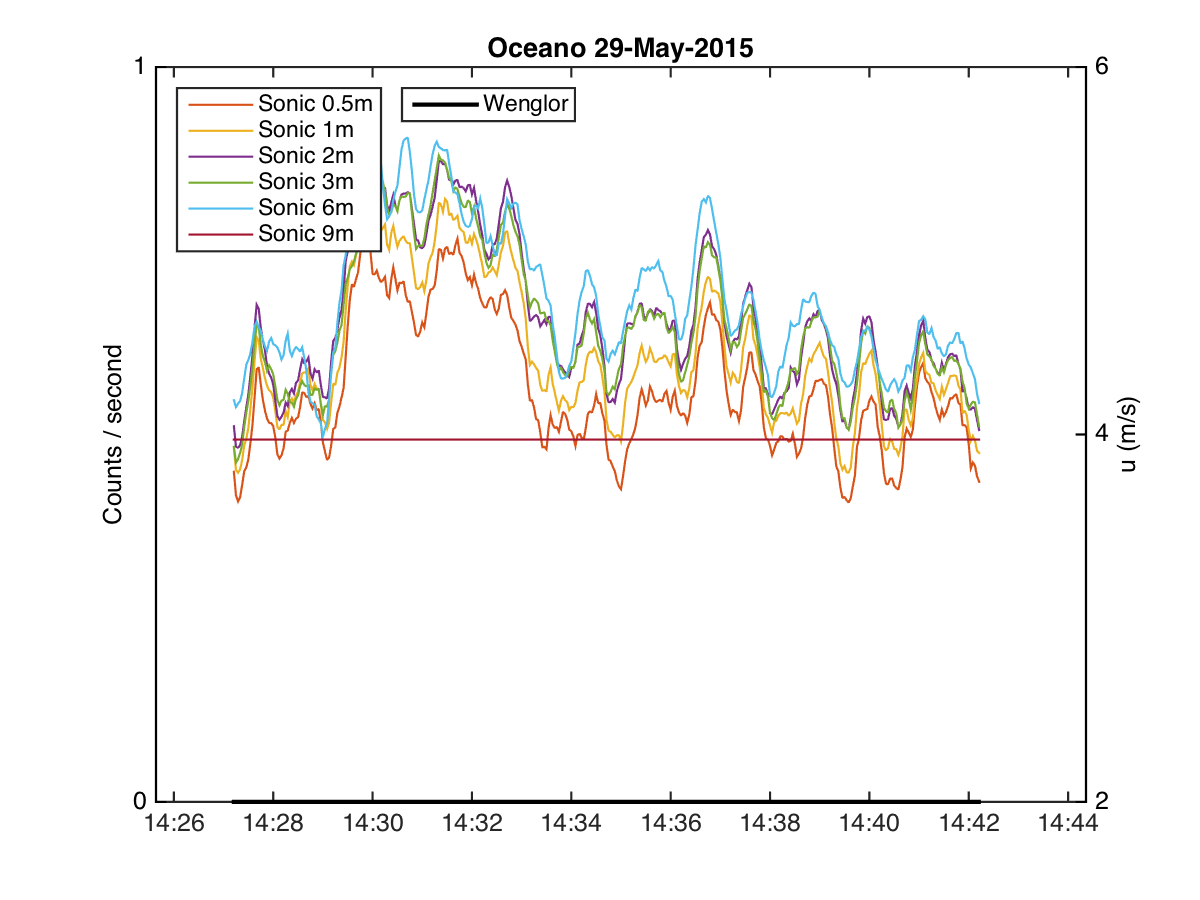 Oceano 29-May-2015
1
6
Sonic 0.5m
Sonic 1m
Sonic 2m
Sonic 3m
Sonic 6m
Sonic 9m
Wenglor
Counts / second
4
u (m/s)
0
2
14:26 14:28 14:30 14:32 14:34 14:36 14:38 14:40 14:42 14:44